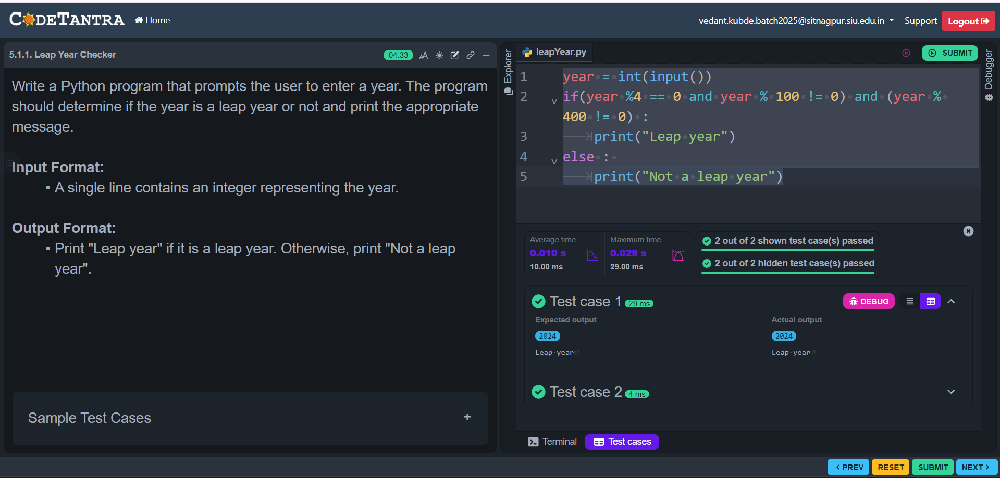 CODETANTRA
Home
vedant.kubde.batch2025@sitnagpur.siu.edu.in
Support
Logout
5.1.1. Leap Year Checker
04:33
AA
Write a Python program that prompts the user to enter a year. The program
should determine if the year is a leap year or not and print the appropriate
message.
Input Format:
• A single line contains an integer representing the year.
Output Format:
• Print "Leap year" if it is a leap year. Otherwise, print "Not a leap
year".
Sample Test Cases
+
Explorer
leapYear.py
SUBMIT
Debugger
1 year = int(input())
2 if(year %4 == 0 and year % 100 != 0) and (year %
400 != 0) :
3 print("Leap year")
4 else :
5 print("Not a leap year")
Average time
0.010 s
10.00 ms
Maximum time
0.029 s
29.00 ms
2 out of 2 shown test case(s) passed
2 out of 2 hidden test case(s) passed
Test case 1 29 ms
DEBUG
Expected output
Actual output
2024
2024
Leap·year⏎
Leap·year⏎
Test case 2 4 ms
Terminal
Test cases
< PREV
RESET
SUBMIT
NEXT >